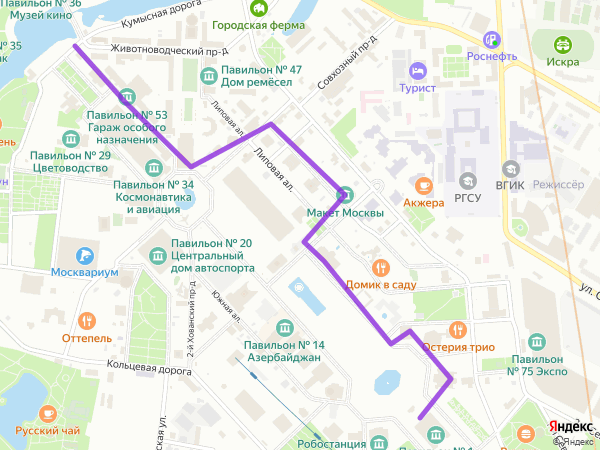 Павильон № 36
Музей кино
Кумысная дорога
Городская ферма
Животноводческий пр-д
Роснефть
Искра
№ 35
Павильон № 47
Дом ремёсел
Совхозный пр-д
Турист
Павильон № 53
Гараж особого
назначения
Липовая ал.
Липовая ал.
Павильон № 29
Цветоводство
Павильон № 34
Космонавтика
и авиация
Акжера
РГСУ
ВГИК
Режиссёр
Макет Москвы
Павильон № 20
Центральный
дом автоспорта
Москвариум
Домик в саду
ул. С
2-й Хованский пр-д
Южная ал.
Оттепель
Павильон № 14
Азербайджан
Остерия трио
Павильон
№ 75 Экспо
Кольцевая дорога
Русский чай
ская ул.
Робостанция
Павильон № 1
Яндекс
© Яндекс